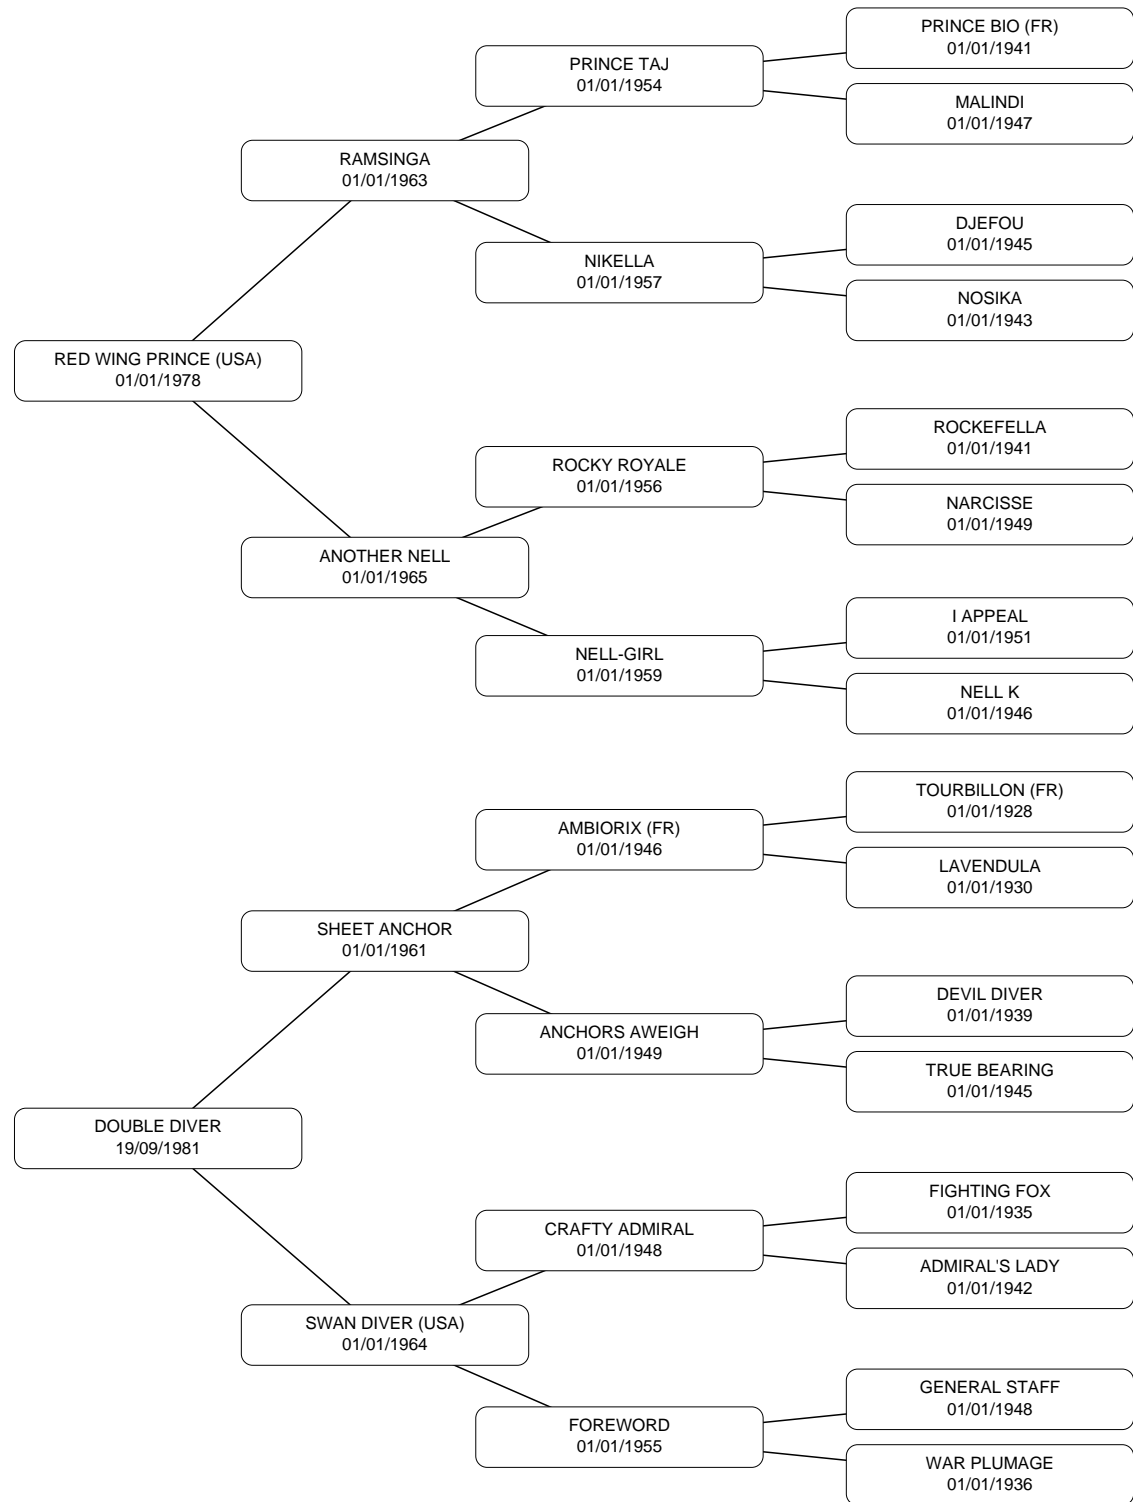 PRINCE BIO (FR)
01/01/1941
PRINCE TAJ
01/01/1954
MALINDI
01/01/1947
RAMSINGA
01/01/1963
DJEFOU
01/01/1945
NIKELLA
01/01/1957
NOSIKA
01/01/1943
RED WING PRINCE (USA)
01/01/1978
ROCKEFELLA
01/01/1941
ROCKY ROYALE
01/01/1956
NARCISSE
01/01/1949
ANOTHER NELL
01/01/1965
I APPEAL
01/01/1951
NELL-GIRL
01/01/1959
NELL K
01/01/1946
TOURBILLON (FR)
01/01/1928
AMBIORIX (FR)
01/01/1946
LAVENDULA
01/01/1930
SHEET ANCHOR
01/01/1961
DEVIL DIVER
01/01/1939
ANCHORS AWEIGH
01/01/1949
TRUE BEARING
01/01/1945
DOUBLE DIVER
19/09/1981
FIGHTING FOX
01/01/1935
CRAFTY ADMIRAL
01/01/1948
ADMIRAL'S LADY
01/01/1942
SWAN DIVER (USA)
01/01/1964
GENERAL STAFF
01/01/1948
FOREWORD
01/01/1955
WAR PLUMAGE
01/01/1936